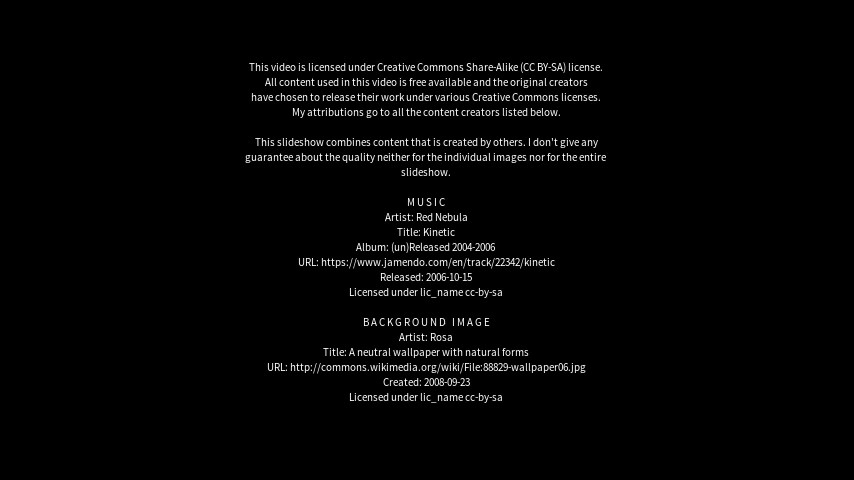 This video is licensed under Creative Commons Share-Alike (CC BY-SA) license.
All content used in this video is free available and the original creators
have chosen to release their work under various Creative Commons licenses.
My attributions go to all the content creators listed below.
This slideshow combines content that is created by others. I don't give any
guarantee about the quality neither for the individual images nor for the entire
slideshow.
MUSIC
Artist: Red Nebula
Title: Kinetic
Album: (un)Released 2004-2006
URL: https://www.jamendo.com/en/track/22342/kinetic
Released: 2006-10-15
Licensed under lic_name cc-by-sa
BACKGROUND IMAGE
Artist: Rosa
Title: A neutral wallpaper with natural forms
URL: http://commons.wikimedia.org/wiki/File:88829-wallpaper06.jpg
Created: 2008-09-23
Licensed under lic_name cc-by-sa